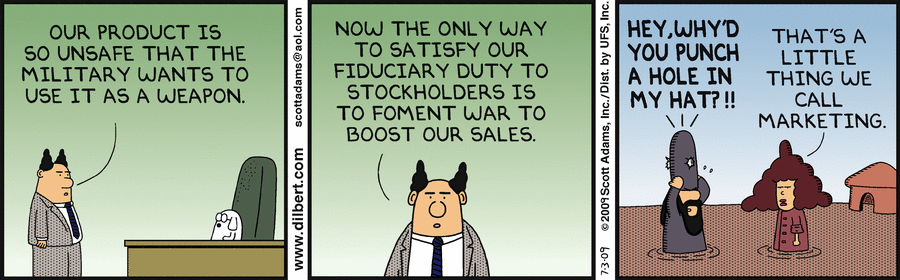 OUR PRODUCT IS
SO UNSAFE THAT THE
MILITARY WANTS TO
USE IT AS A WEAPON.
www.dilbert.com
scottadams@aol.com
NOW THE ONLY WAY
TO SATISFY OUR
FIDUCIARY DUTY TO
STOCKHOLDERS IS
TO FOMENT WAR TO
BOOST OUR SALES.
7-3-09 ©2009 Scott Adams, Inc./Dist. by UFS, Inc.
HEY, WHY'D
YOU PUNCH
A HOLE IN
MY HAT?!!
THAT'S A
LITTLE
THING WE
CALL
MARKETING.